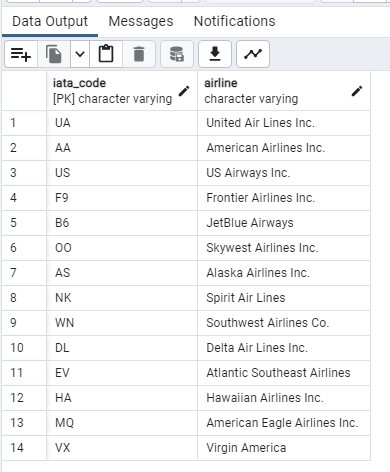 Data Output Messages Notifications
iata_code airline
[PK] character varying character varying
1 UA United Air Lines Inc.
2 AA American Airlines Inc.
3 US US Airways Inc.
4 F9 Frontier Airlines Inc.
5 B6 JetBlue Airways
6 OO Skywest Airlines Inc.
7 AS Alaska Airlines Inc.
8 NK Spirit Air Lines
9 WN Southwest Airlines Co.
10 DL Delta Air Lines Inc.
11 EV Atlantic Southeast Airlines
12 HA Hawaiian Airlines Inc.
13 MQ American Eagle Airlines Inc.
14 VX Virgin America